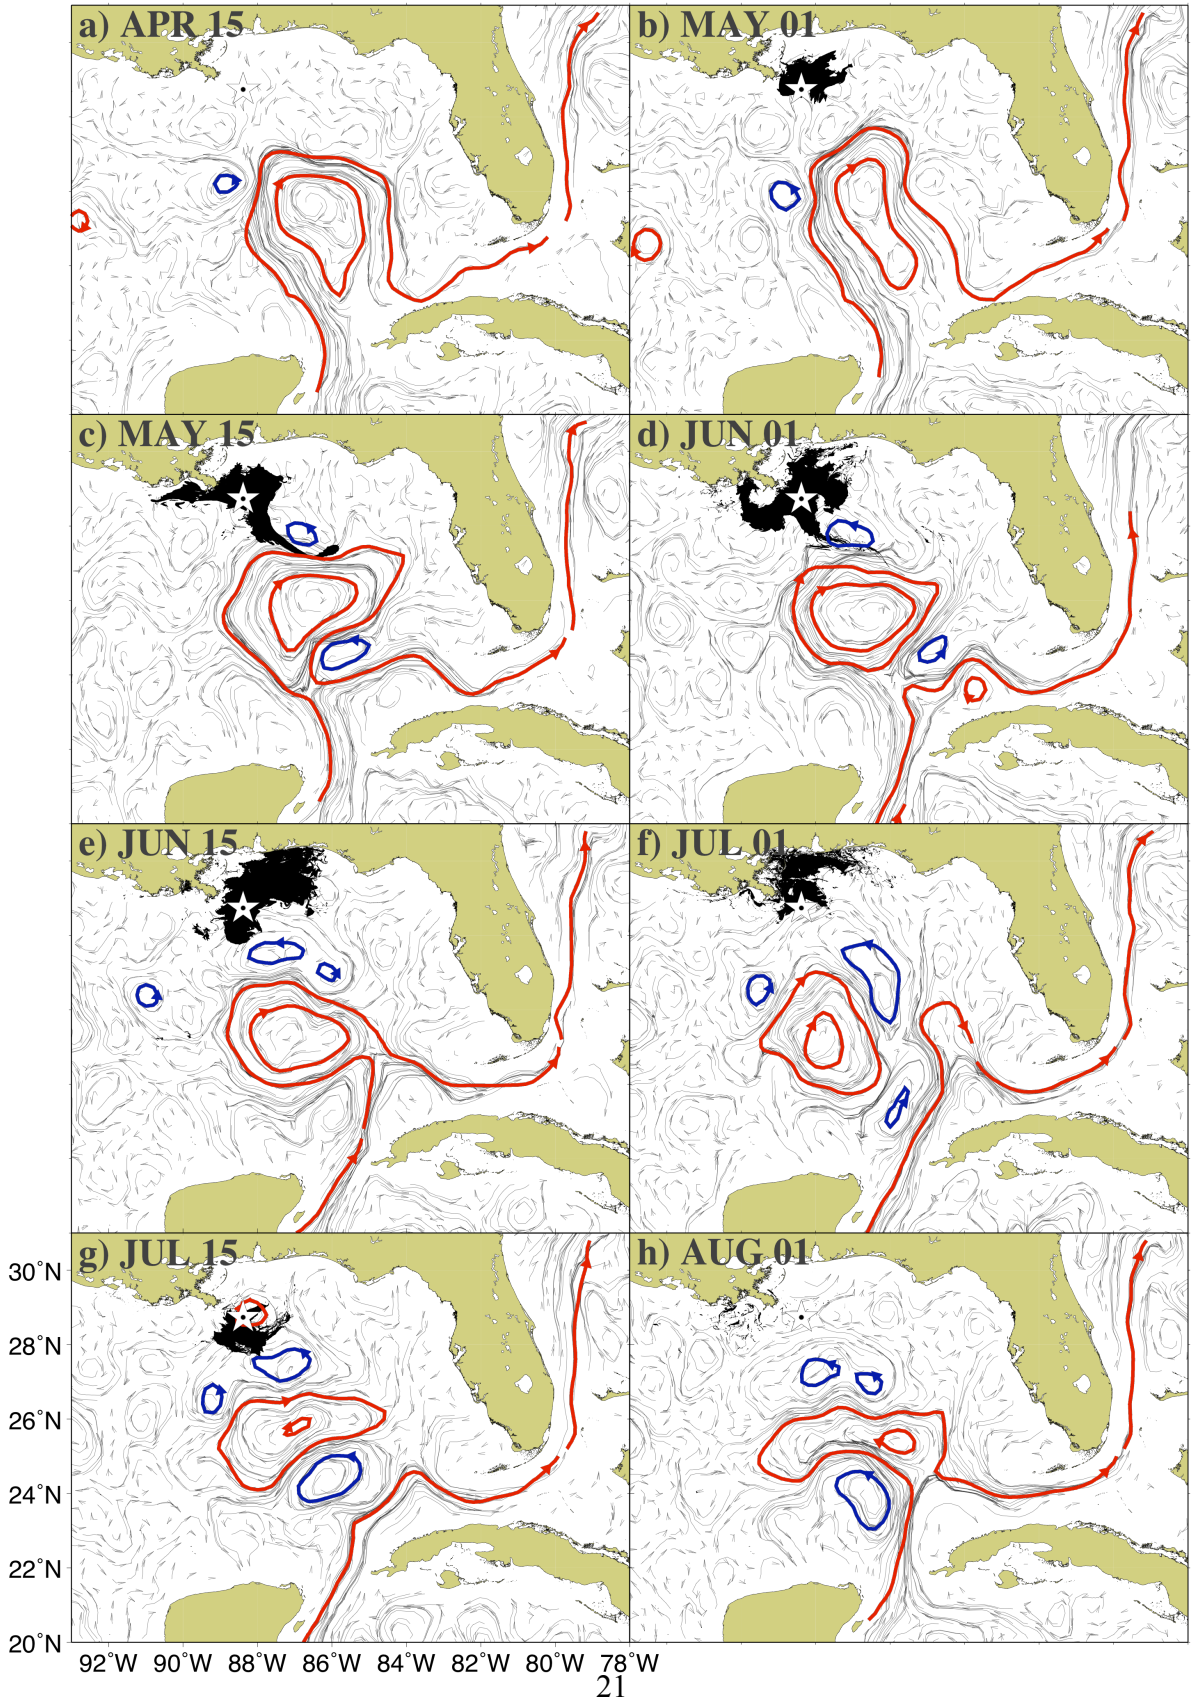 a) APR 15
b) MAY 01
c) MAY 15
d) JUN 01
e) JUN 15
f) JUL 01
g) JUL 15
h) AUG 01
30°N
28°N
26°N
24°N
22°N
20°N
92°W 90°W 88°W 86°W 84°W 82°W 80°W 78°W
21